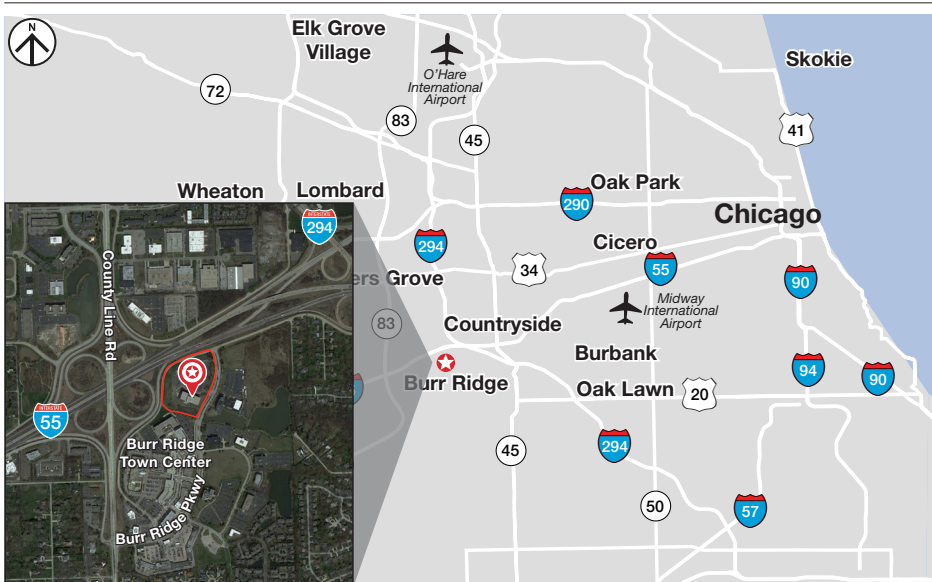 N
Elk Grove
Village
O'Hare
International
Airport
Skokie
72
83
45
41
Wheaton
Lombard
Oak Park
290
Chicago
INTERSTATE
294
294
Cicero
34
55
90
ers Grove
83
Midway
International
Airport
Countryside
Burbank
Burr Ridge
Oak Lawn
20
94
90
45
294
50
57
County Line Rd
INTERSTATE
55
Burr Ridge
Town Center
Burr Ridge Pkwy